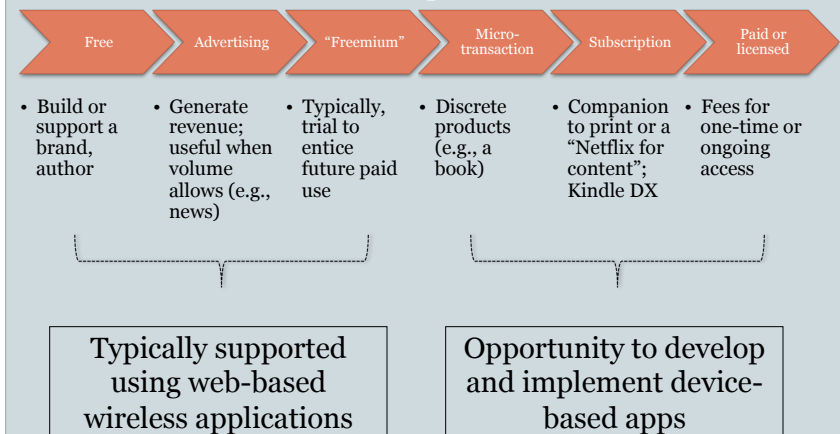 Free
Advertising
“Freemium”
Micro-
transaction
Subscription
Paid or
licensed
• Build or
support a
brand,
author
• Generate
revenue;
useful when
volume
allows (e.g.,
news)
• Typically,
trial to
entice
future paid
use
• Discrete
products
(e.g., a
book)
• Companion
to print or a
“Netflix for
content”;
Kindle DX
• Fees for
one-time or
ongoing
access
Typically supported
using web-based
wireless applications
Opportunity to develop
and implement device-
based apps